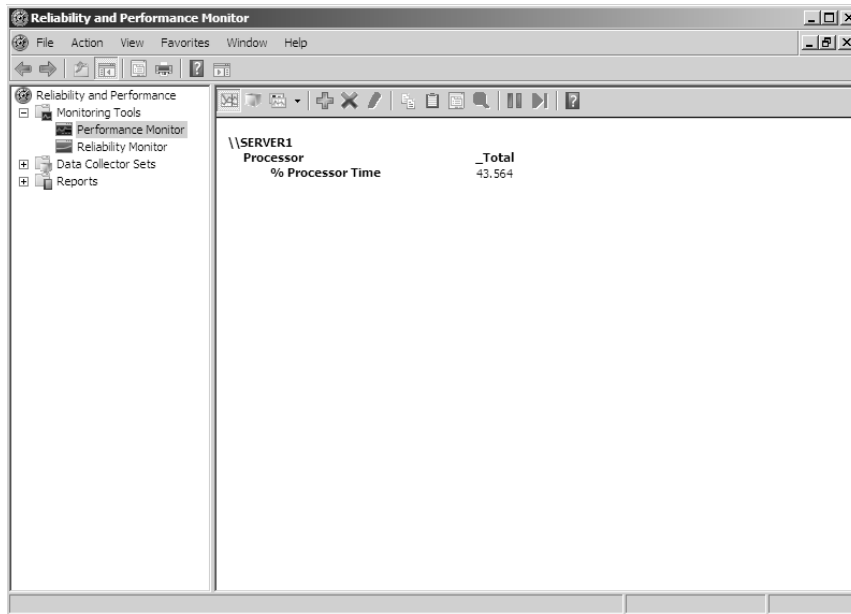 Reliability and Performance Monitor
File Action View Favorites Window Help
Reliability and Performance
Monitoring Tools
Performance Monitor
Reliability Monitor
Data Collector Sets
Reports
\\SERVER1
Processor _Total
% Processor Time 43.564